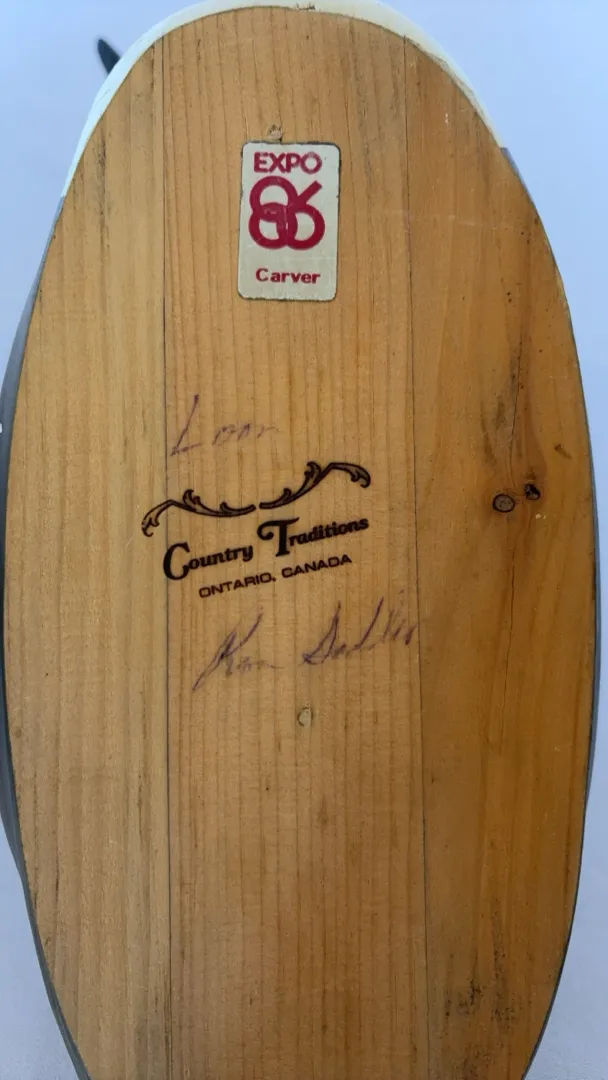 EXPO
86
Carver
Loon
Country Traditions
ONTARIO, CANADA